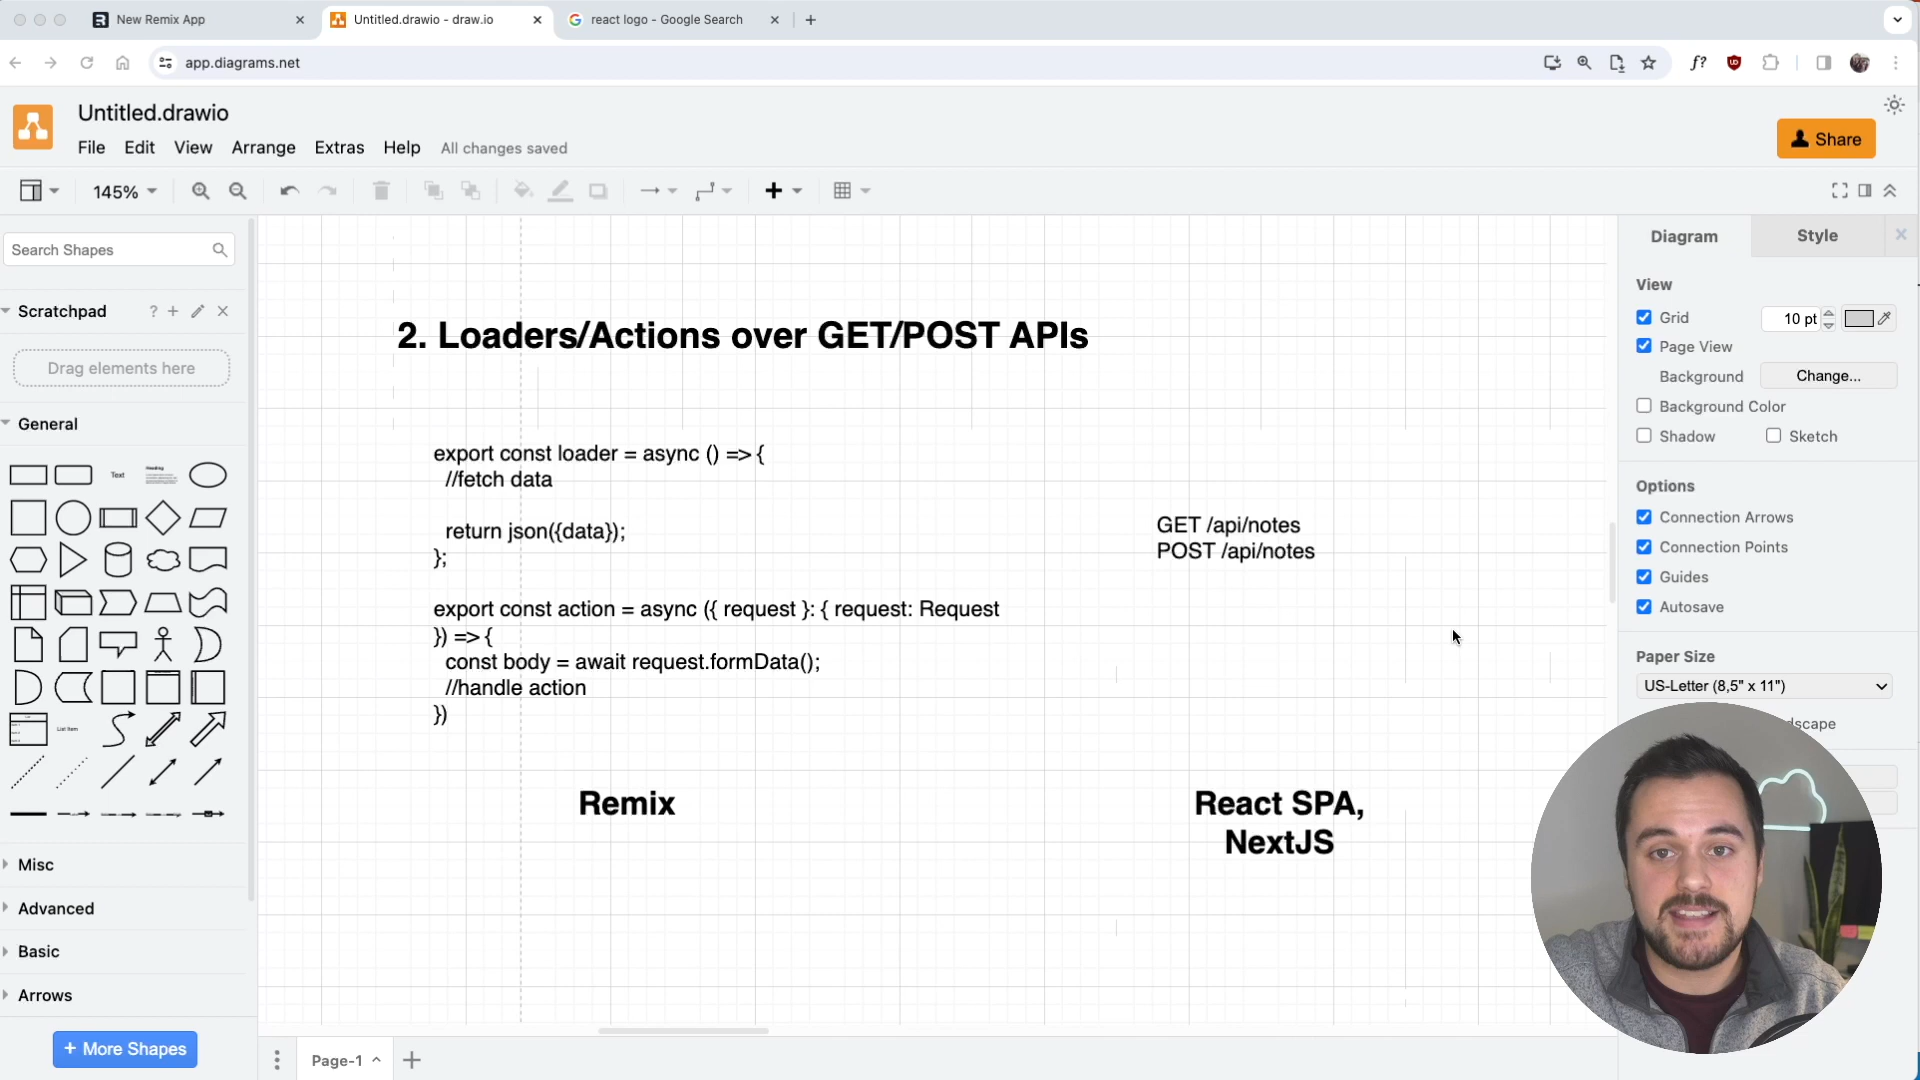 New Remix App
Untitled.drawio - draw.io
react logo - Google Search
app.diagrams.net
f?
Untitled.drawio
File Edit View Arrange Extras Help All changes saved
Share
145%
Search Shapes
Scratchpad
?
Drag elements here
General
Text
Heading
List Item
Misc
Advanced
Basic
Arrows
+ More Shapes
2. Loaders/Actions over GET/POST APIs
export const loader = async () => {
//fetch data
return json({data});
};
export const action = async ({ request }: { request: Request
}) => {
const body = await request.formData();
//handle action
})
Remix
GET /api/notes
POST /api/notes
React SPA,
NextJS
Page-1
Diagram
Style
View
Grid
10 pt
Page View
Background
Change...
Background Color
Shadow
Sketch
Options
Connection Arrows
Connection Points
Guides
Autosave
Paper Size
US-Letter (8,5" x 11")